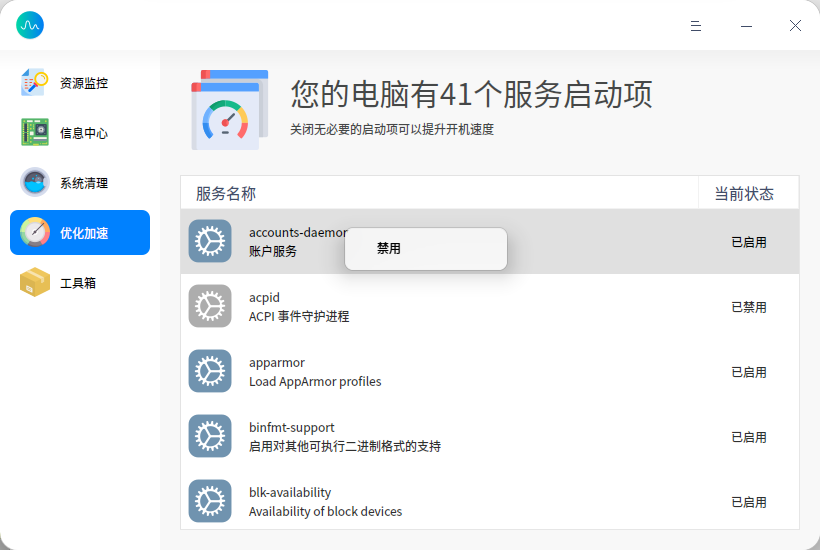 您的电脑有41个服务启动项
关闭无必要的启动项可以提升开机速度
资源监控
信息中心
系统清理
优化加速
工具箱
服务名称
当前状态
accounts-daemon
账户服务
已启用
禁用
acpid
ACPI 事件守护进程
已禁用
apparmor
Load AppArmor profiles
已启用
binfmt-support
启用对其他可执行二进制格式的支持
已启用
blk-availability
Availability of block devices
已启用